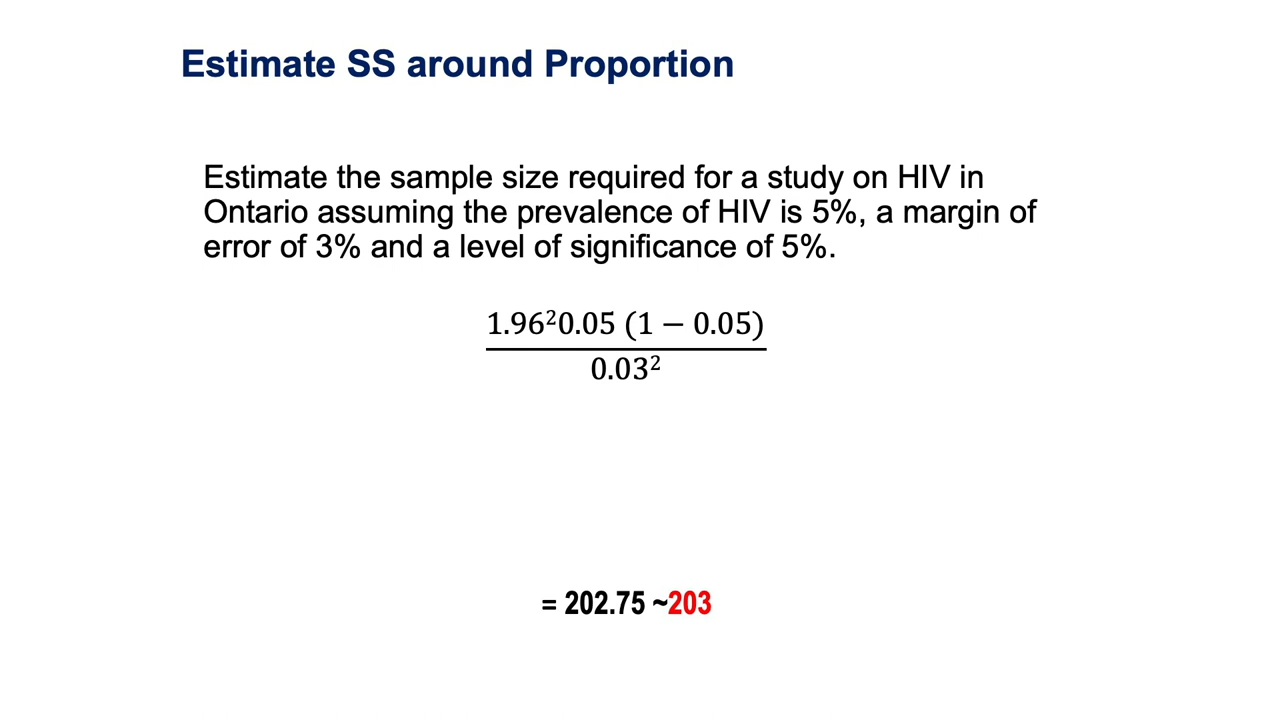 Estimate SS around Proportion
Estimate the sample size required for a study on HIV in
Ontario assuming the prevalence of HIV is 5%, a margin of
error of 3% and a level of significance of 5%.
1.96²0.05 (1 − 0.05)
0.03²
= 202.75 ~203